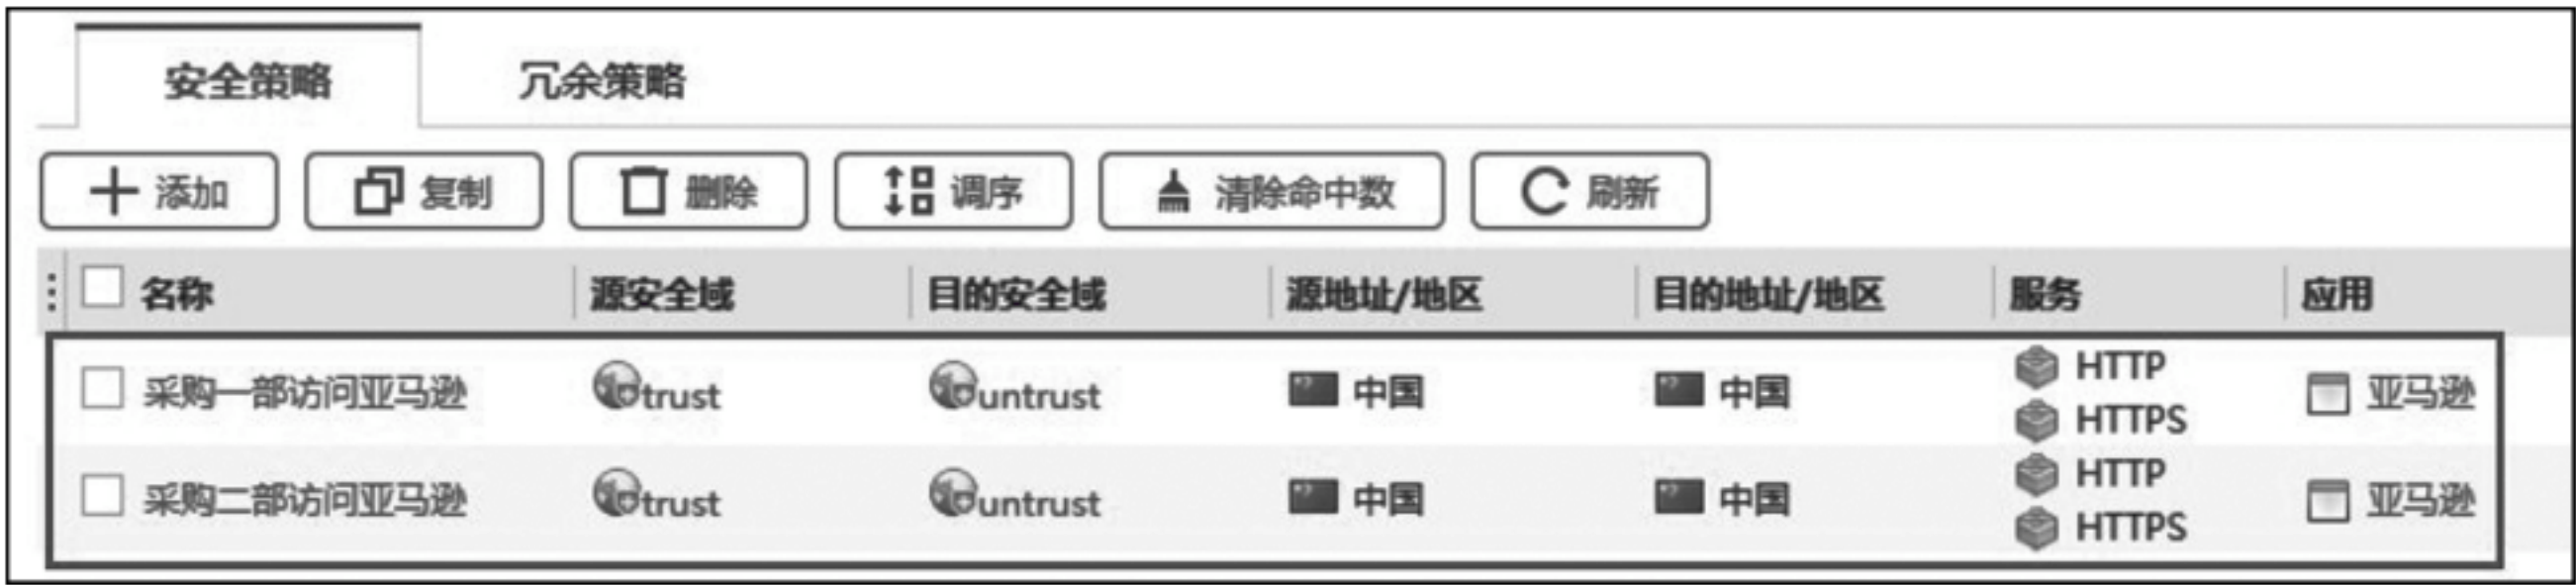 安全策略 冗余策略
添加 复制 删除 调序 清除命中数 刷新
名称 源安全域 目的安全域 源地址/地区 目的地址/地区 服务 应用
采购一部访问亚马逊 trust untrust 中国 中国 HTTP HTTPS 亚马逊
采购二部访问亚马逊 trust untrust 中国 中国 HTTP HTTPS 亚马逊